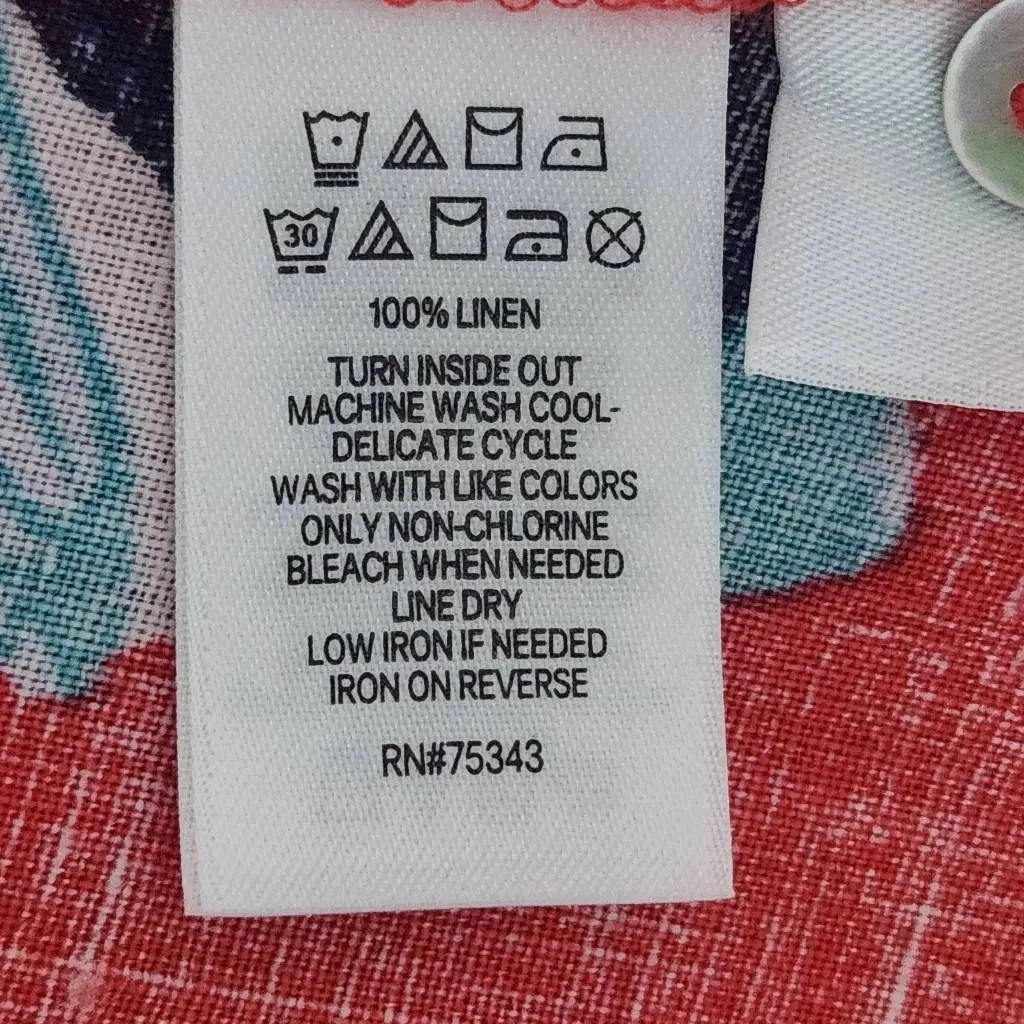 30
100% LINEN
TURN INSIDE OUT
MACHINE WASH COOL-
DELICATE CYCLE
WASH WITH LIKE COLORS
ONLY NON-CHLORINE
BLEACH WHEN NEEDED
LINE DRY
LOW IRON IF NEEDED
IRON ON REVERSE
RN#75343